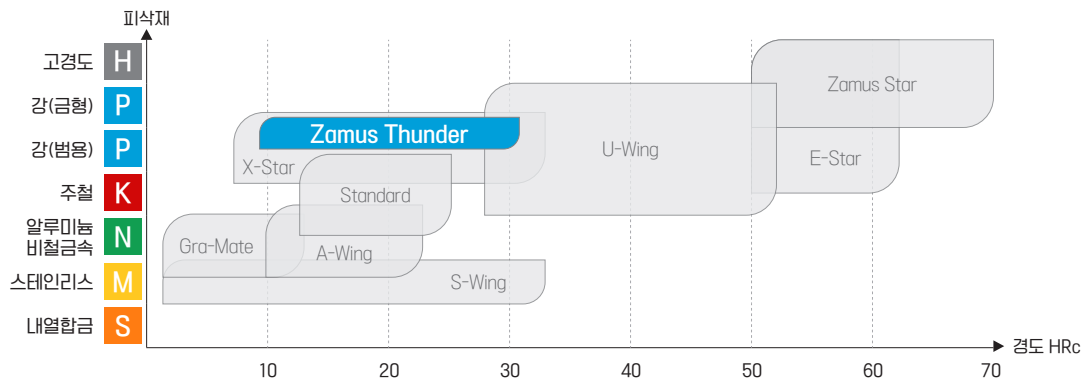 피삭재
고경도 H
강(금형) P
강(범용) P
주철 K
알루미늄
비철금속 N
스테인리스 M
내열합금 S
Zamus Star
Zamus Thunder
U-Wing
E-Star
X-Star
Standard
Gra-Mate
A-Wing
S-Wing
경도 HRc
10 20 30 40 50 60 70